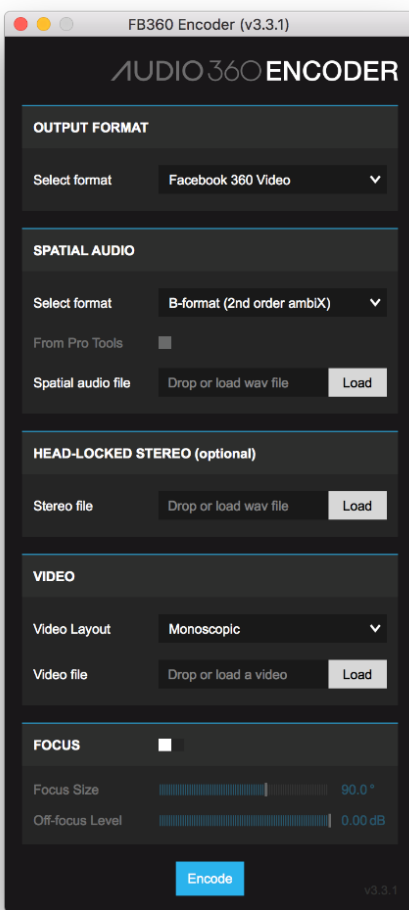 FB360 Encoder (v3.3.1)
AUDIO360 ENCODER
OUTPUT FORMAT
Select format Facebook 360 Video
SPATIAL AUDIO
Select format B-format (2nd order ambiX)
From Pro Tools
Spatial audio file Drop or load wav file Load
HEAD-LOCKED STEREO (optional)
Stereo file Drop or load wav file Load
VIDEO
Video Layout Monoscopic
Video file Drop or load a video Load
FOCUS
Focus Size 90.0 °
Off-focus Level 0.00 dB
Encode
v3.3.1